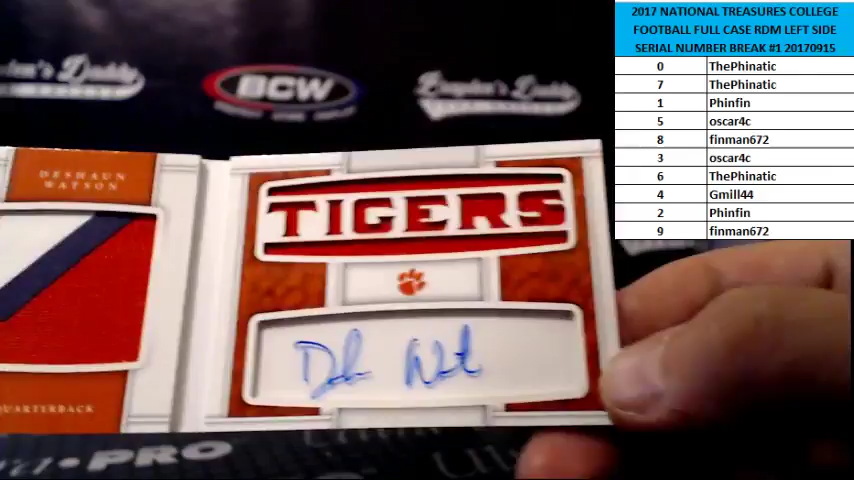 2017 NATIONAL TREASURES COLLEGE
FOOTBALL FULL CASE RDM LEFT SIDE
SERIAL NUMBER BREAK #1 20170915
0 ThePhinatic
7 ThePhinatic
1 Phinfin
5 oscar4c
8 finman672
3 oscar4c
6 ThePhinatic
4 Gmill44
2 Phinfin
9 finman672
BCW
Brayden's Daddy
DESHAUN
WATSON
TIGERS
QUARTERBACK
PRO